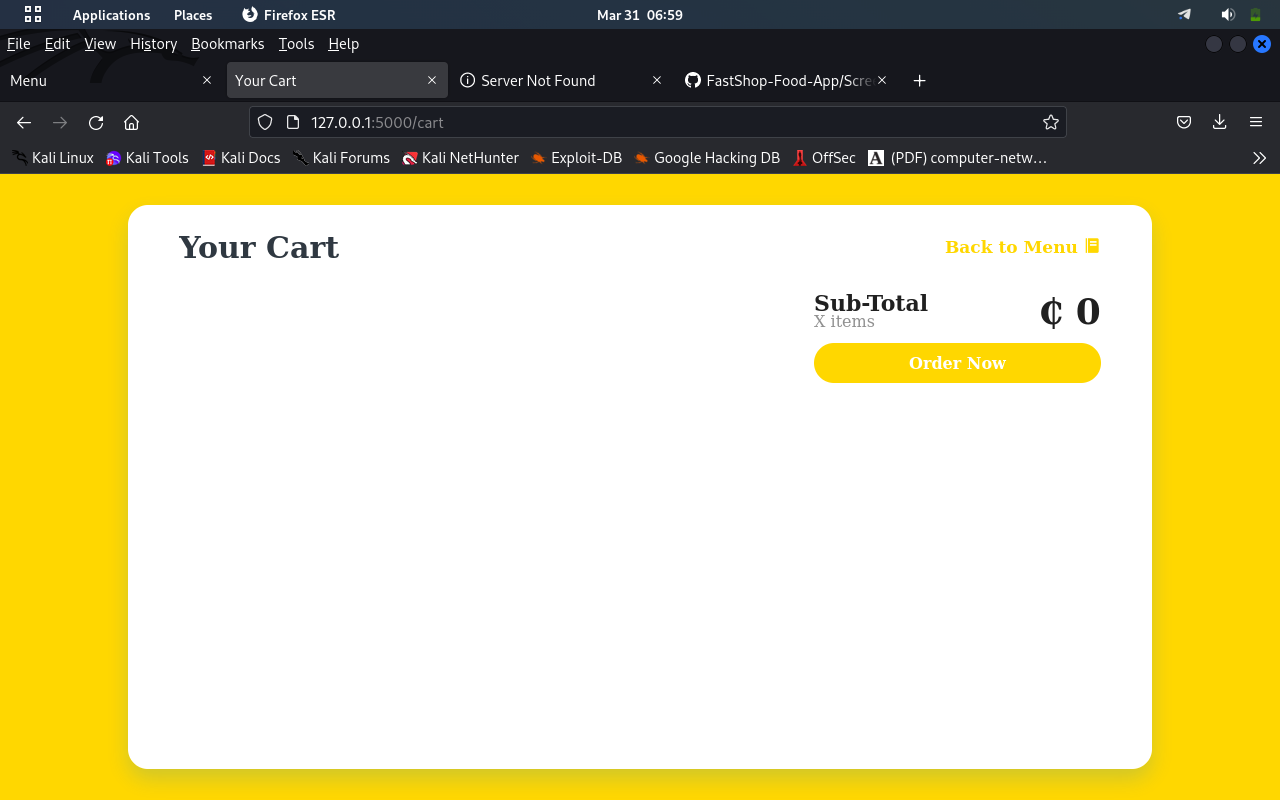 Applications Places Firefox ESR Mar 31 06:59
File Edit View History Bookmarks Tools Help
Menu Your Cart Server Not Found FastShop-Food-App/Scre
127.0.0.1:5000/cart
Kali Linux Kali Tools Kali Docs Kali Forums Kali NetHunter Exploit-DB Google Hacking DB OffSec (PDF) computer-netw…
Your Cart
Back to Menu
Sub-Total ₵ 0
X items
Order Now